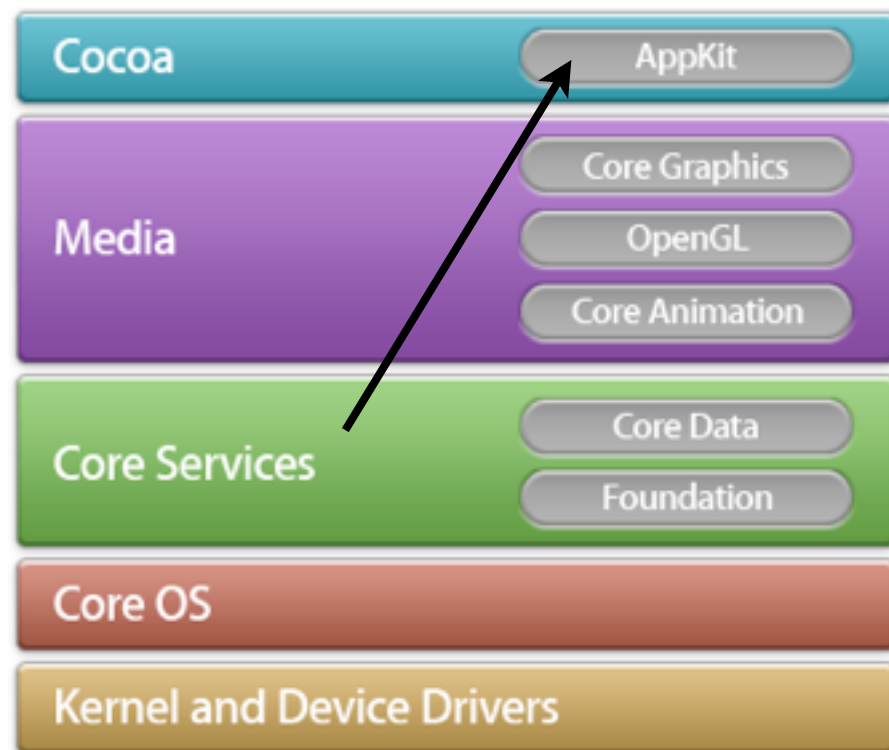 Cocoa
AppKit
Media
Core Graphics
OpenGL
Core Animation
Core Services
Core Data
Foundation
Core OS
Kernel and Device Drivers